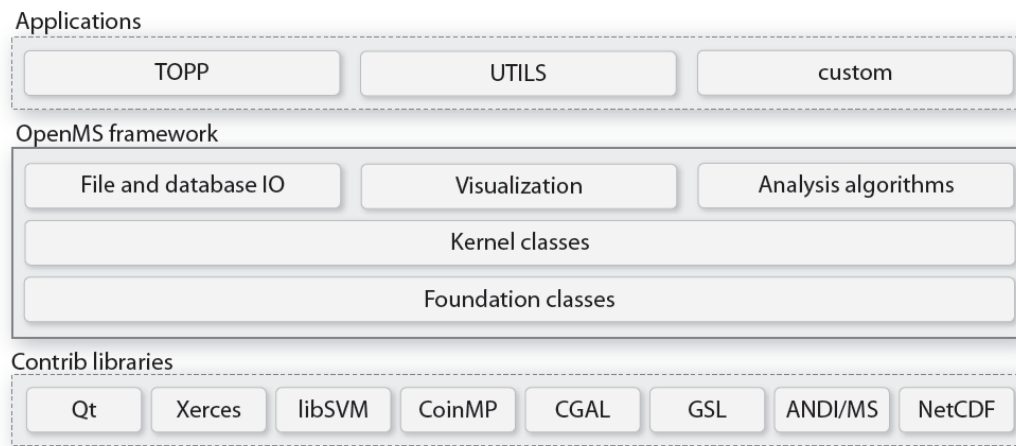 Applications
TOPP UTILS custom
OpenMS framework
File and database IO Visualization Analysis algorithms
Kernel classes
Foundation classes
Contrib libraries
Qt Xerces libSVM CoinMP CGAL GSL ANDI/MS NetCDF